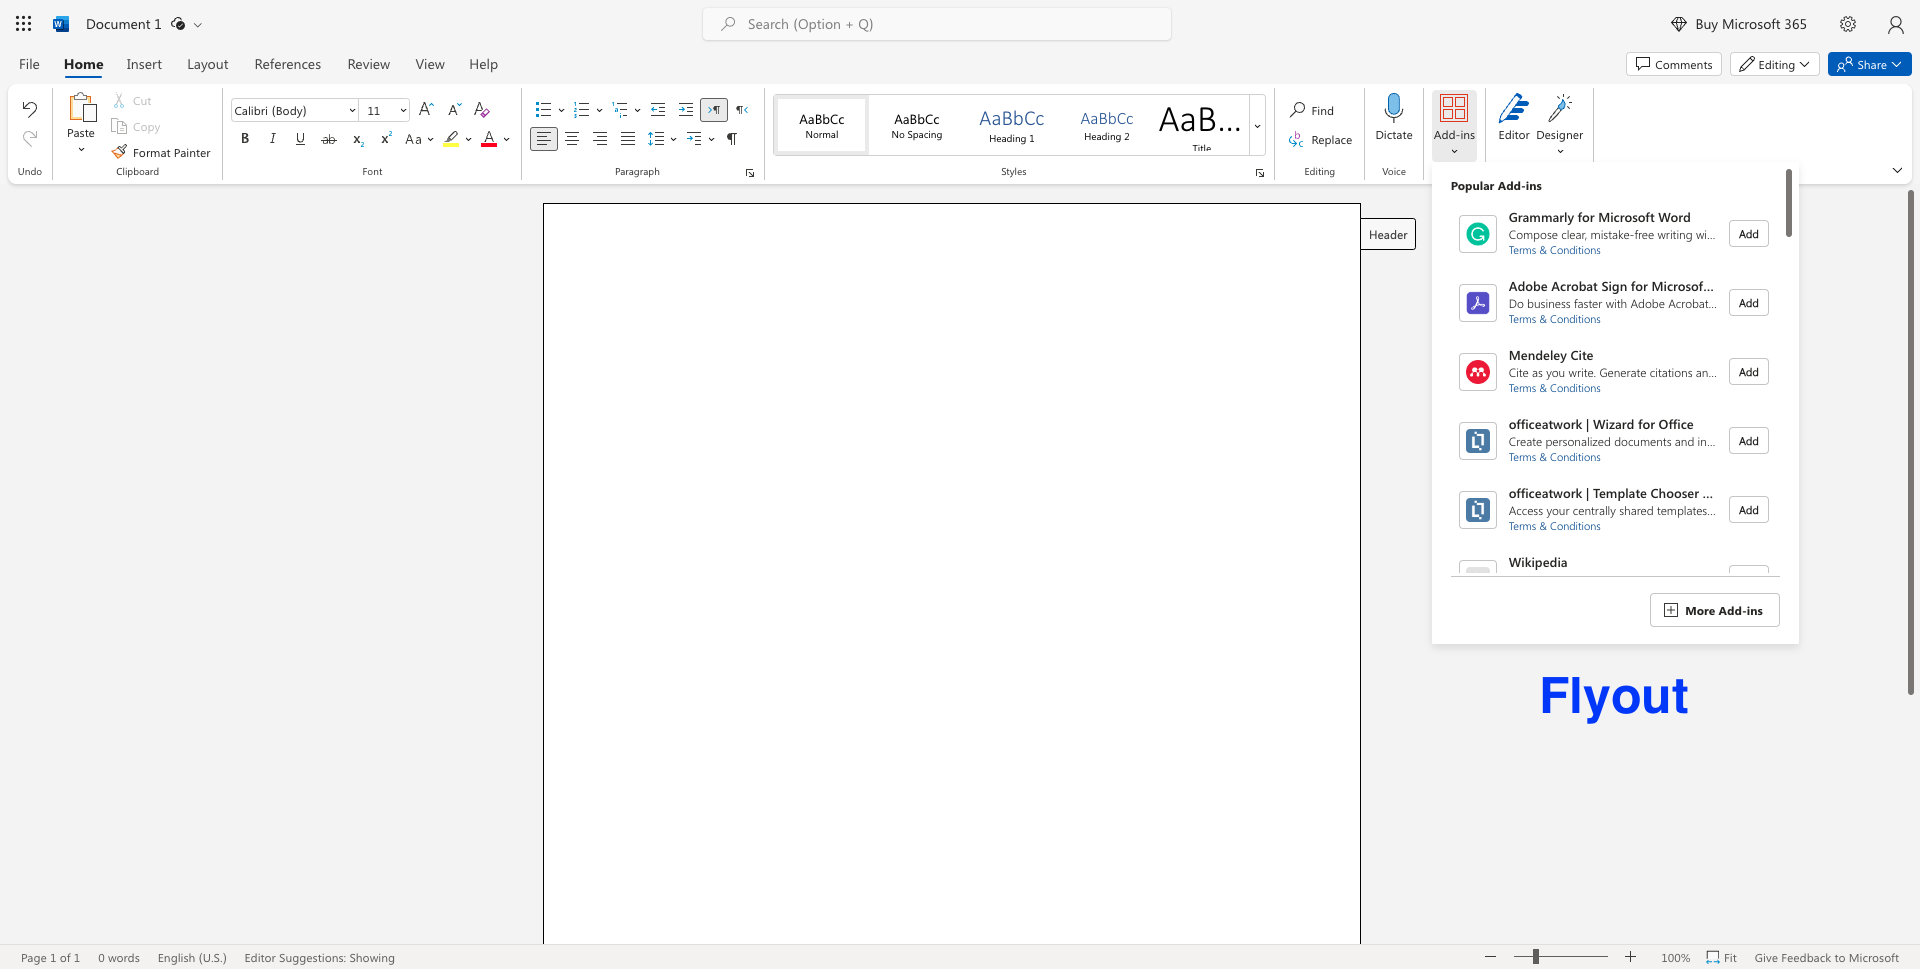 Document 1
Search (Option + Q)
Buy Microsoft 365
File Home Insert Layout References Review View Help
Comments Editing Share
Paste
Cut
Copy
Format Painter
Undo
Clipboard
Calibri (Body) 11
B I U ab x2 x2 Aa A
Font
Paragraph
AaBbCc
Normal
AaBbCc
No Spacing
AaBbCc
Heading 1
AaBbCc
Heading 2
AaB...
Title
Styles
Find
Replace
Editing
Dictate
Voice
Add-ins
Editor
Designer
Header
Popular Add-ins
Grammarly for Microsoft Word
Compose clear, mistake-free writing wi...
Terms & Conditions
Add
Adobe Acrobat Sign for Microsof...
Do business faster with Adobe Acrobat...
Terms & Conditions
Add
Mendeley Cite
Cite as you write. Generate citations an...
Terms & Conditions
Add
officeatwork | Wizard for Office
Create personalized documents and in...
Terms & Conditions
Add
officeatwork | Template Chooser ...
Access your centrally shared templates...
Terms & Conditions
Add
Wikipedia
More Add-ins
Flyout
Page 1 of 1 0 words English (U.S.) Editor Suggestions: Showing
100% Fit Give Feedback to Microsoft